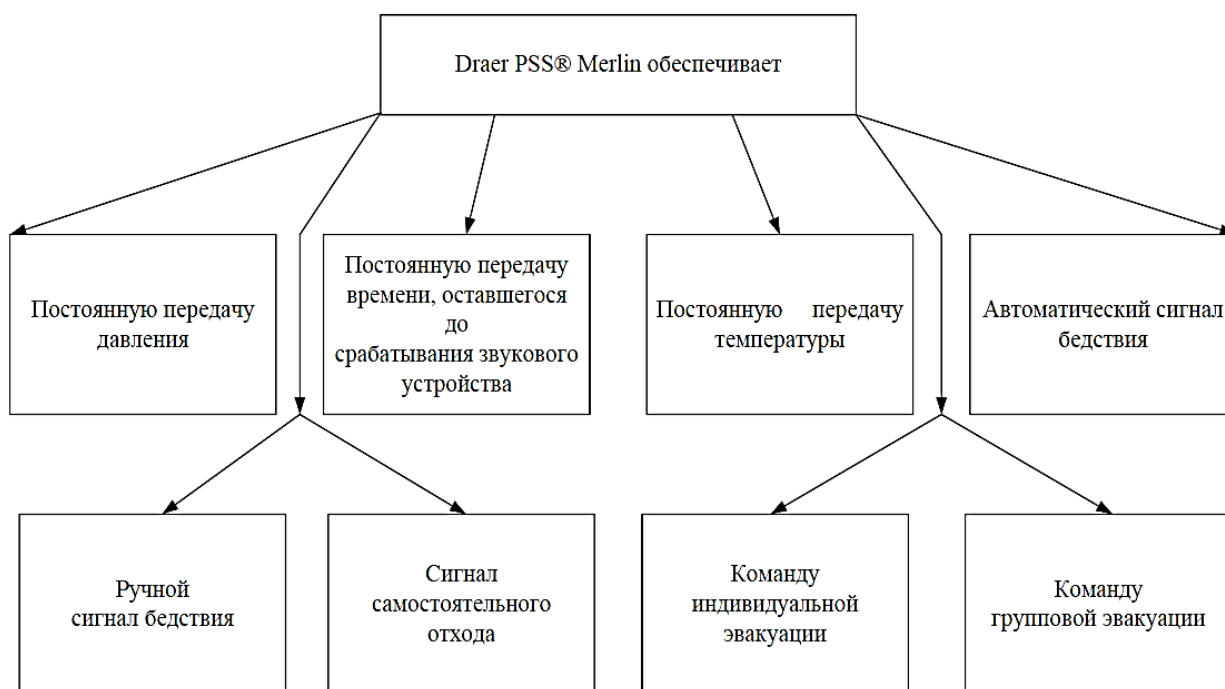 Draer PSS® Merlin обеспечивает
Постоянную передачу
давления
Постоянную передачу
времени, оставшегося
до
срабатывания звукового
устройства
Постоянную передачу
температуры
Автоматический сигнал
бедствия
Ручной
сигнал бедствия
Сигнал
самостоятельного
отхода
Команду
индивидуальной
эвакуации
Команду
групповой эвакуации